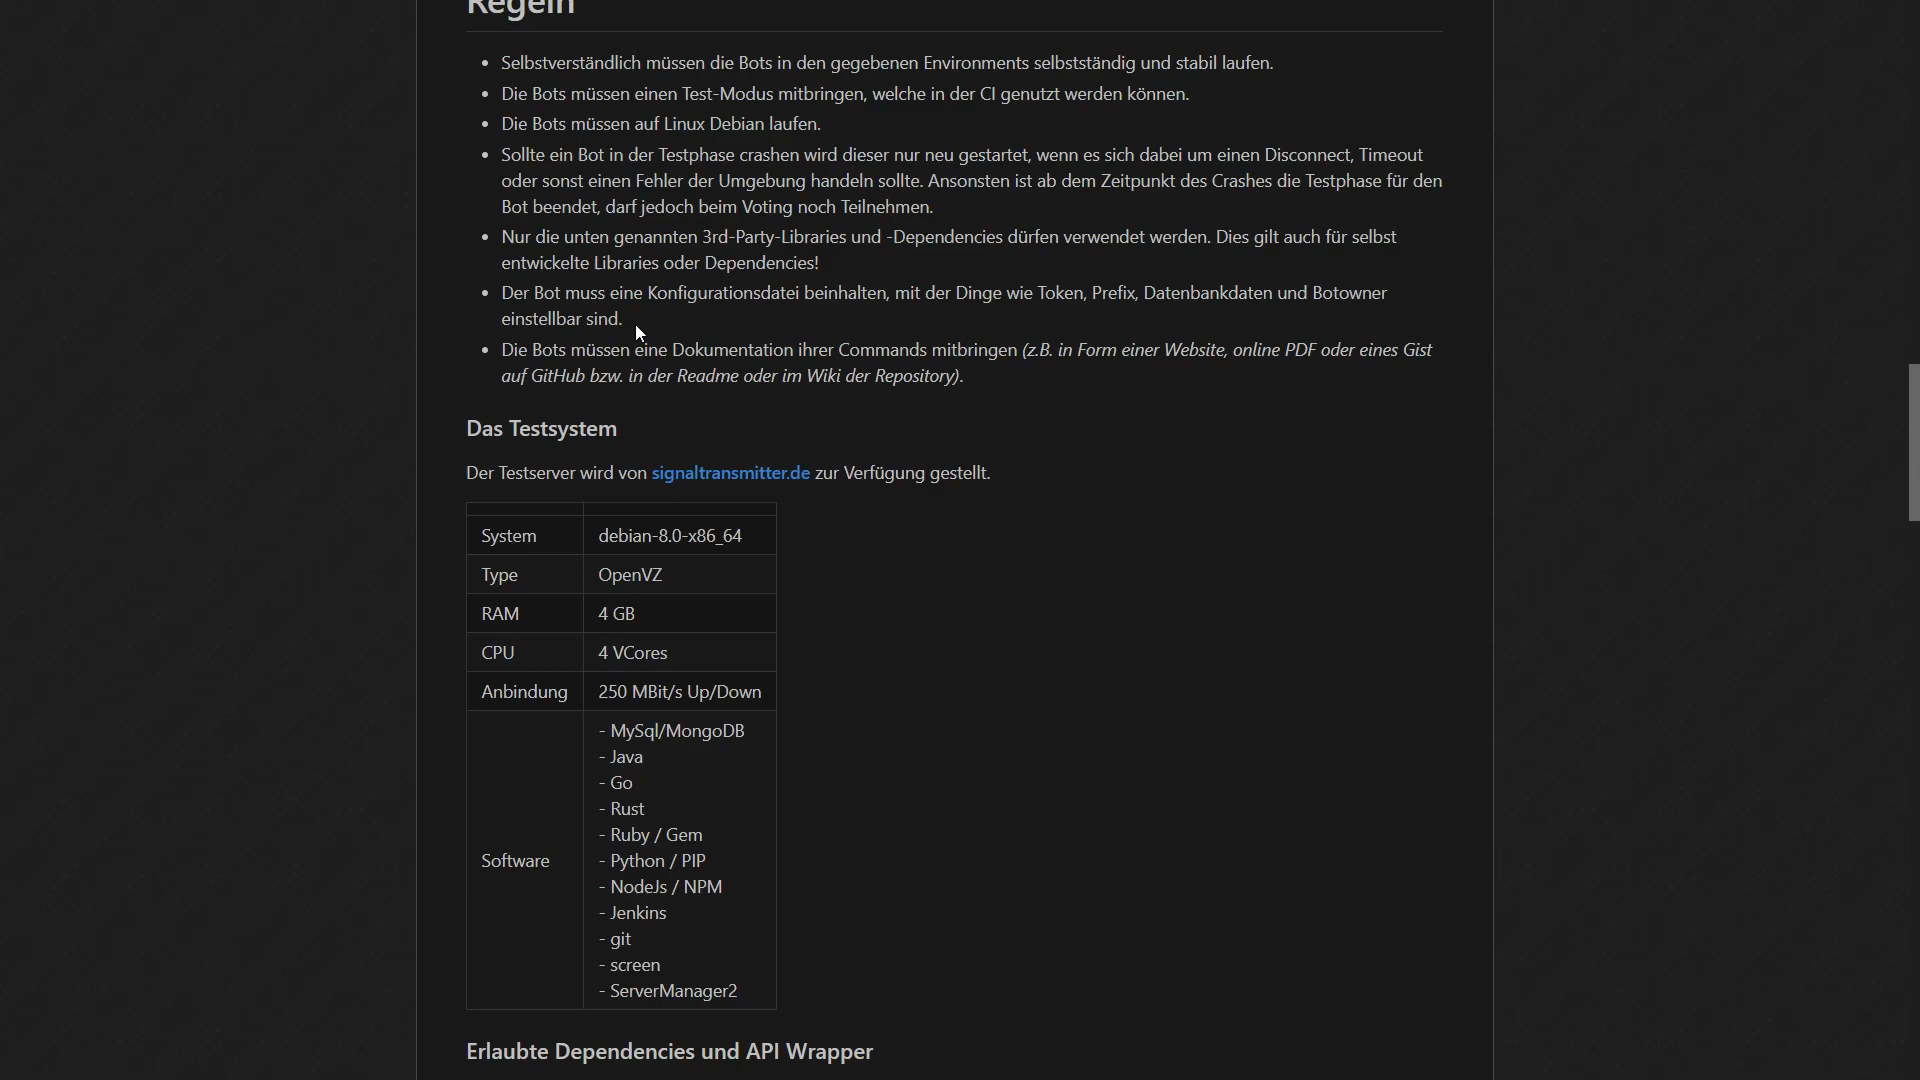 Regeln
• Selbstverständlich müssen die Bots in den gegebenen Environments selbstständig und stabil laufen.
• Die Bots müssen einen Test-Modus mitbringen, welche in der CI genutzt werden können.
• Die Bots müssen auf Linux Debian laufen.
• Sollte ein Bot in der Testphase crashen wird dieser nur neu gestartet, wenn es sich dabei um einen Disconnect, Timeout
oder sonst einen Fehler der Umgebung handeln sollte. Ansonsten ist ab dem Zeitpunkt des Crashes die Testphase für den
Bot beendet, darf jedoch beim Voting noch Teilnehmen.
• Nur die unten genannten 3rd-Party-Libraries und -Dependencies dürfen verwendet werden. Dies gilt auch für selbst
entwickelte Libraries oder Dependencies!
• Der Bot muss eine Konfigurationsdatei beinhalten, mit der Dinge wie Token, Prefix, Datenbankdaten und Botowner
einstellbar sind.
• Die Bots müssen eine Dokumentation ihrer Commands mitbringen (z.B. in Form einer Website, online PDF oder eines Gist
auf GitHub bzw. in der Readme oder im Wiki der Repository).
Das Testsystem
Der Testserver wird von signaltransmitter.de zur Verfügung gestellt.
System debian-8.0-x86_64
Type OpenVZ
RAM 4 GB
CPU 4 VCores
Anbindung 250 MBit/s Up/Down
Software
- MySql/MongoDB
- Java
- Go
- Rust
- Ruby / Gem
- Python / PIP
- NodeJs / NPM
- Jenkins
- git
- screen
- ServerManager2
Erlaubte Dependencies und API Wrapper